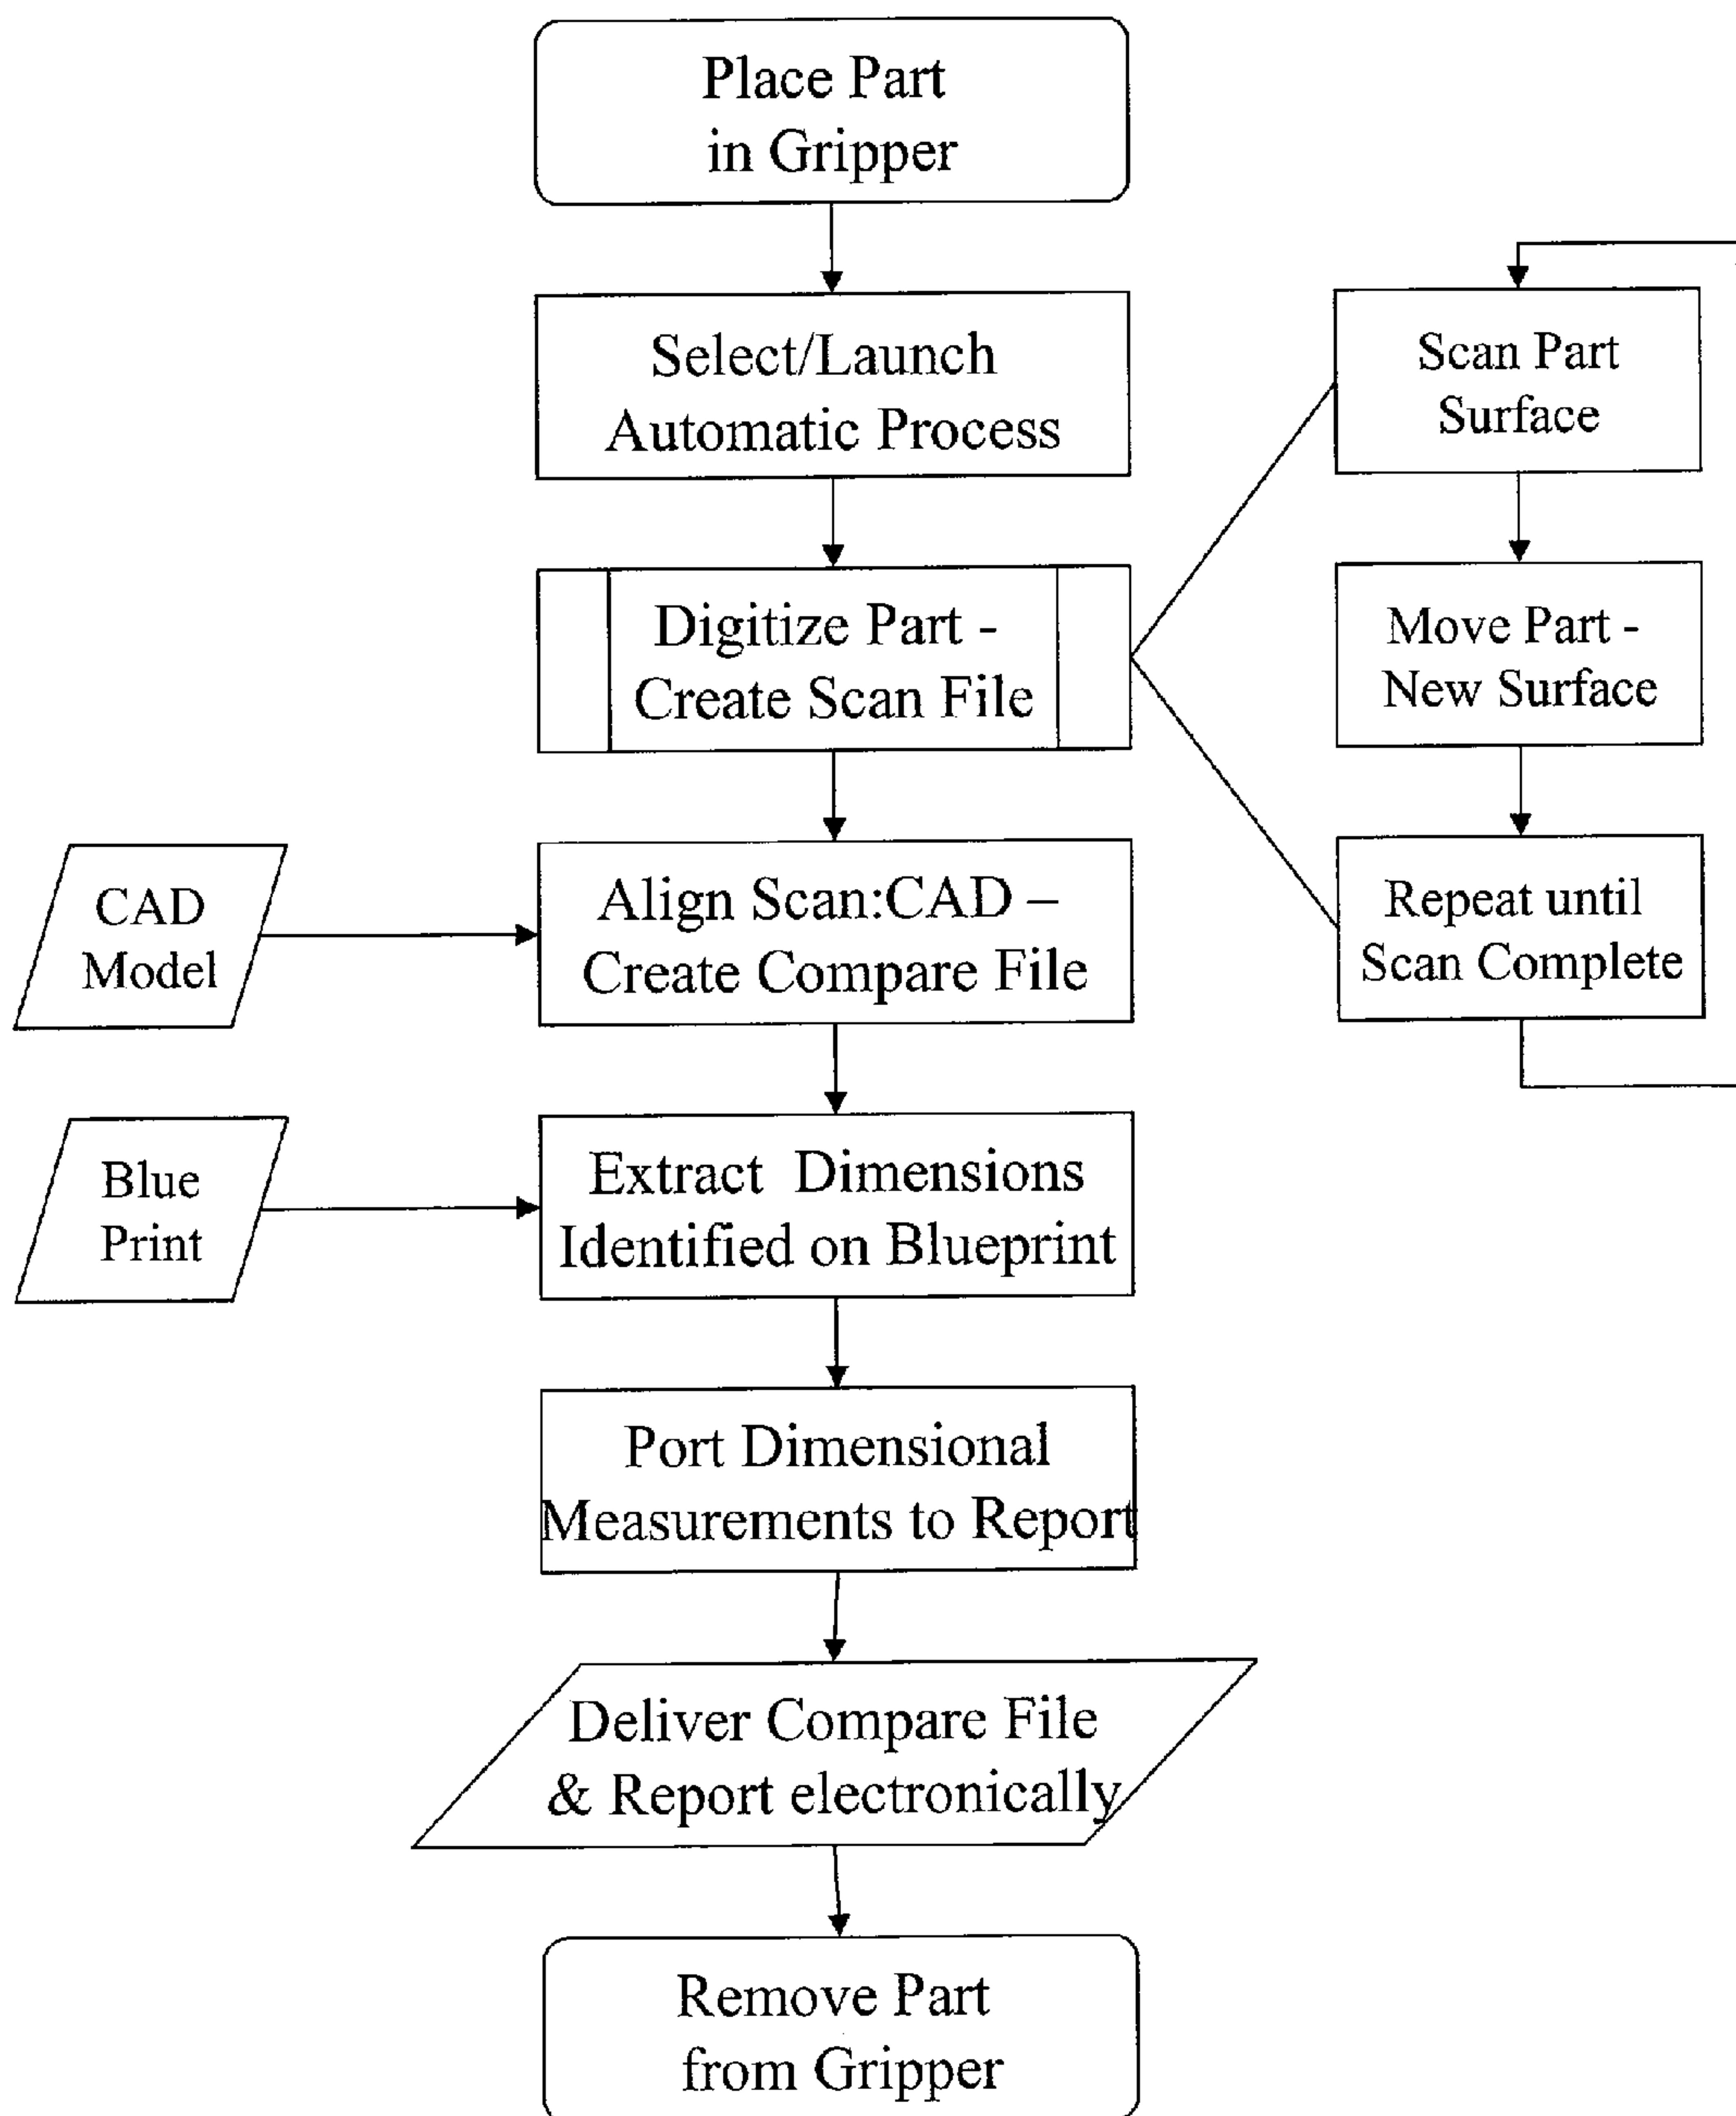 Place Part
in Gripper
Select/Launch
Automatic Process
Digitize Part -
Create Scan File
Scan Part
Surface
Move Part -
New Surface
Repeat until
Scan Complete
CAD
Model
Align Scan:CAD –
Create Compare File
Blue
Print
Extract Dimensions
Identified on Blueprint
Port Dimensional
Measurements to Report
Deliver Compare File
& Report electronically
Remove Part
from Gripper